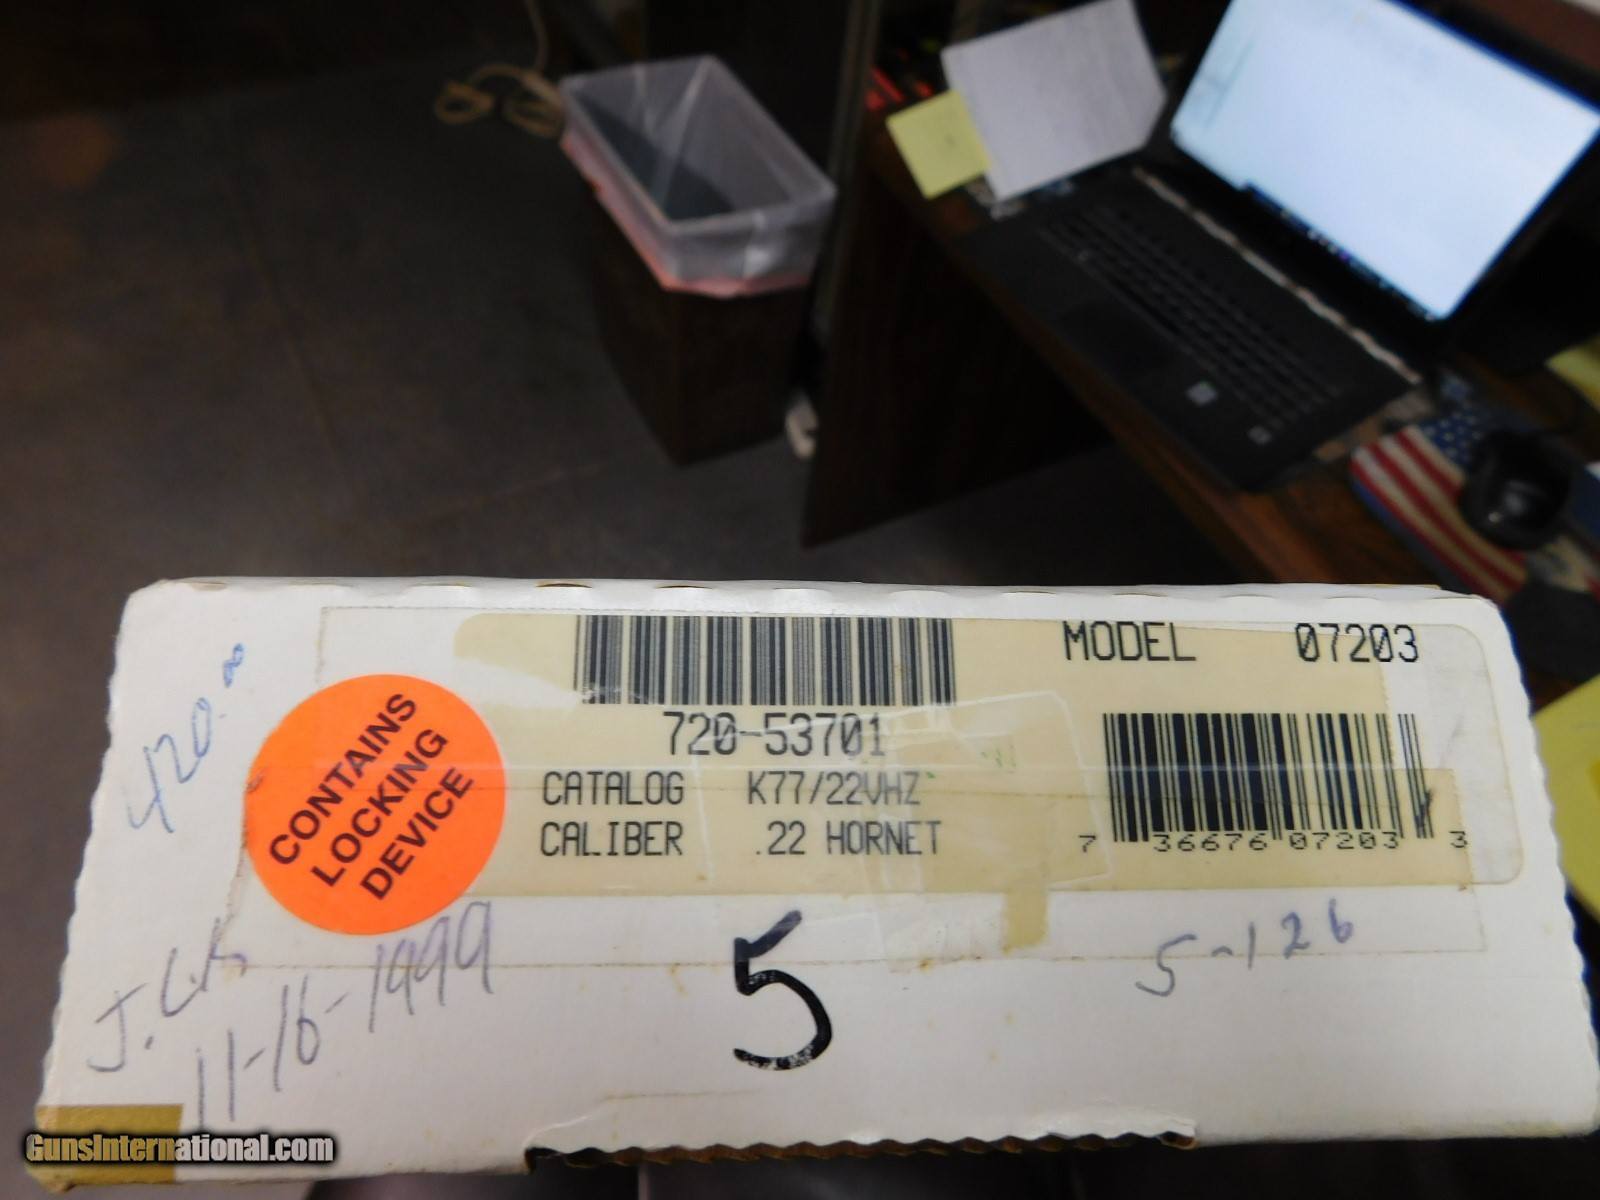 420.00
MODEL 07203
720-53701
CATALOG K77/22VHZ
CALIBER .22 HORNET
7 36676 07203 3
CONTAINS
LOCKING
DEVICE
11-16-1999
5
5-126
GunsInternational.com